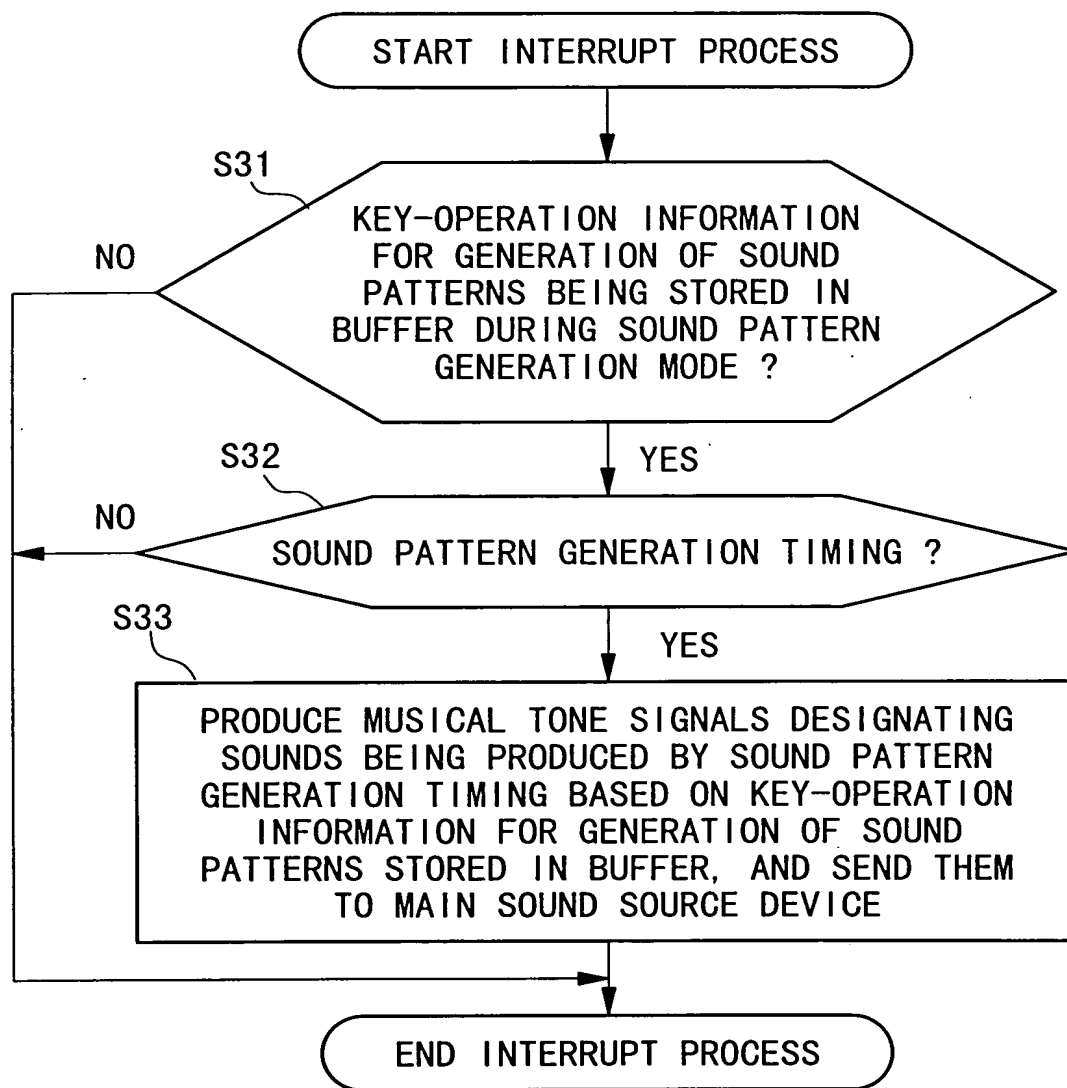 START INTERRUPT PROCESS
S31
NO
KEY-OPERATION INFORMATION
FOR GENERATION OF SOUND
PATTERNS BEING STORED IN
BUFFER DURING SOUND PATTERN
GENERATION MODE ?
YES
S32
NO
SOUND PATTERN GENERATION TIMING ?
YES
S33
PRODUCE MUSICAL TONE SIGNALS DESIGNATING
SOUNDS BEING PRODUCED BY SOUND PATTERN
GENERATION TIMING BASED ON KEY-OPERATION
INFORMATION FOR GENERATION OF SOUND
PATTERNS STORED IN BUFFER, AND SEND THEM
TO MAIN SOUND SOURCE DEVICE
END INTERRUPT PROCESS